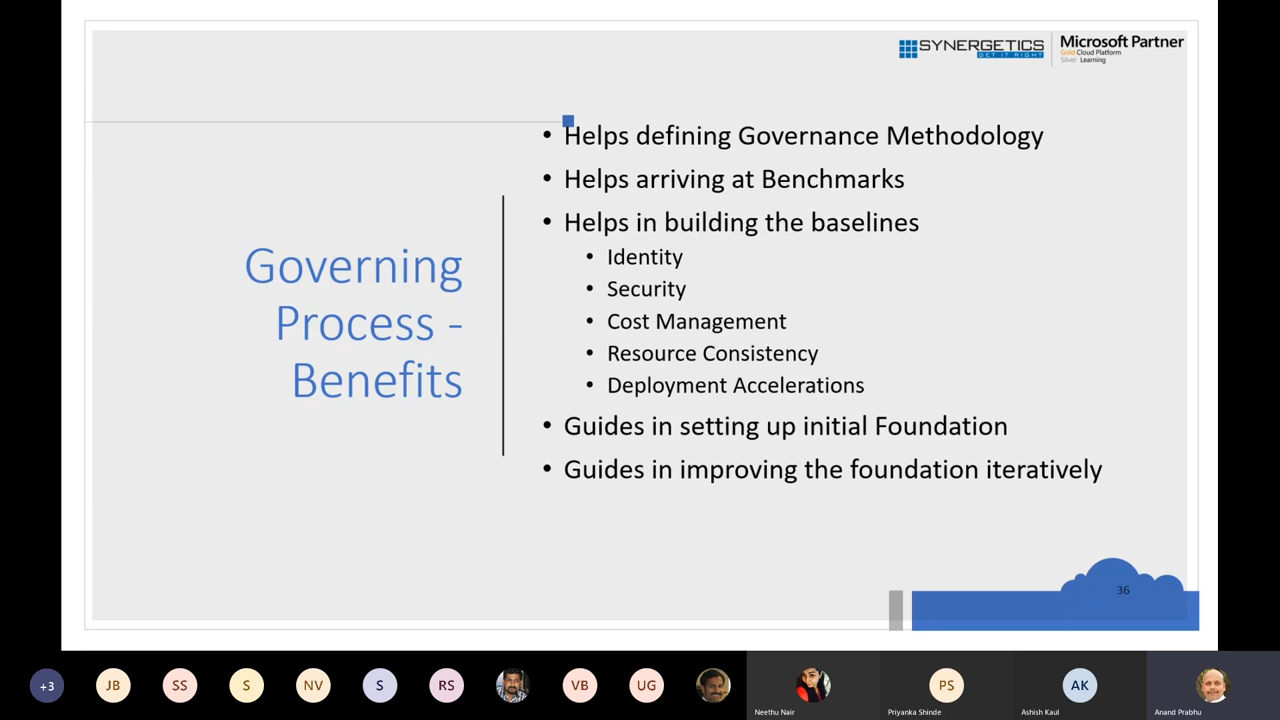 SYNERGETICS
GET IT RIGHT
Microsoft Partner
Gold Cloud Platform
Silver Learning
Governing
Process -
Benefits
• Helps defining Governance Methodology
• Helps arriving at Benchmarks
• Helps in building the baselines
• Identity
• Security
• Cost Management
• Resource Consistency
• Deployment Accelerations
• Guides in setting up initial Foundation
• Guides in improving the foundation iteratively
36
+3
JB
SS
S
NV
S
RS
VB
UG
Neethu Nair
PS
Priyanka Shinde
AK
Ashish Kaul
Anand Prabhu